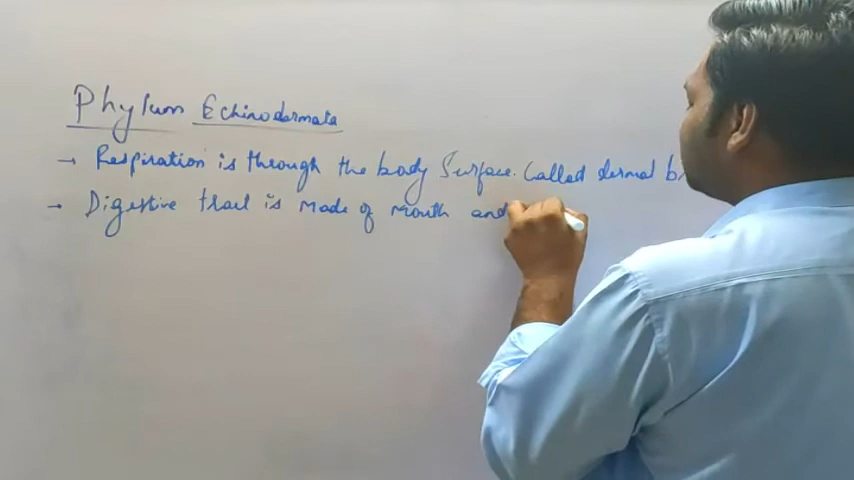 Phylum Echinodermata
→ Respiration is through the body Surface. Called dermal
→ Digestive tract is made of mouth and